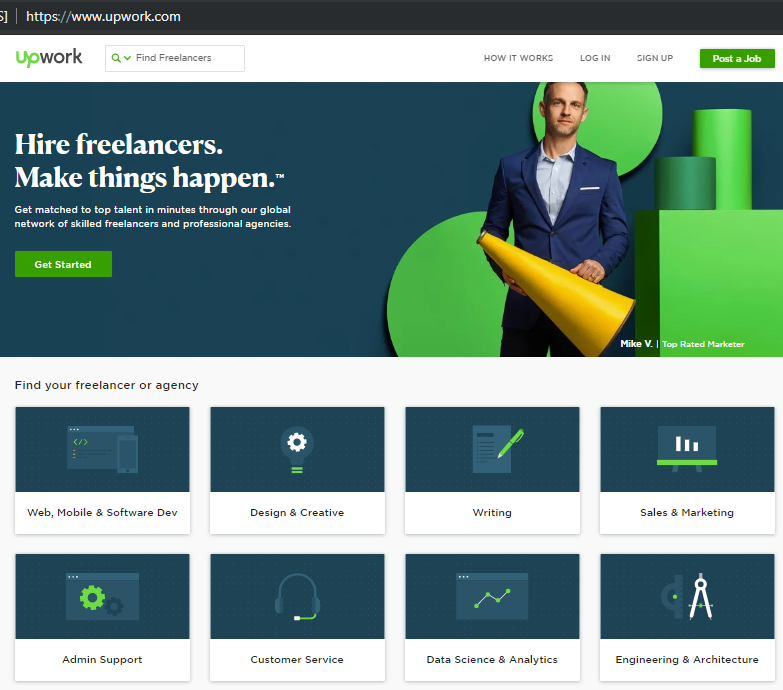 S] | https://www.upwork.com
upwork
Find Freelancers
HOW IT WORKS
LOG IN
SIGN UP
Post a Job
Hire freelancers.
Make things happen.™
Get matched to top talent in minutes through our global
network of skilled freelancers and professional agencies.
Get Started
Mike V. | Top Rated Marketer
Find your freelancer or agency
</>
Web, Mobile & Software Dev
Design & Creative
Writing
Sales & Marketing
Admin Support
Customer Service
Data Science & Analytics
Engineering & Architecture